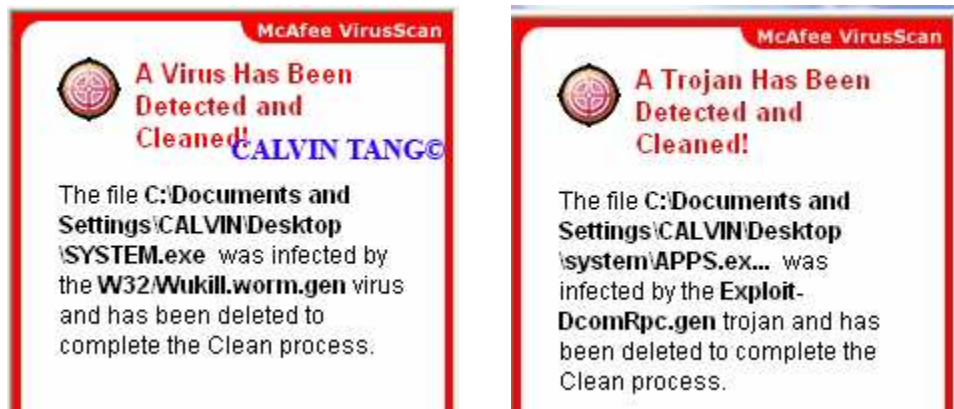 McAfee VirusScan
A Virus Has Been
Detected and
Cleaned!
CALVIN TANG©
The file C:\Documents and
Settings\CALVIN\Desktop
\SYSTEM.exe was infected by
the W32/Wukill.worm.gen virus
and has been deleted to
complete the Clean process.
McAfee VirusScan
A Trojan Has Been
Detected and
Cleaned!
The file C:\Documents and
Settings\CALVIN\Desktop
\system\APPS.ex... was
infected by the Exploit-
DcomRpc.gen trojan and has
been deleted to complete the
Clean process.